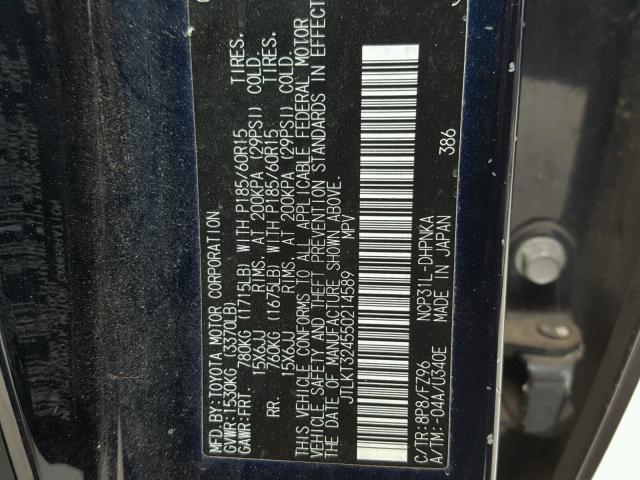 MFD.BY:TOYOTA MOTOR CORPORATION
GVWR:1530KG (3370LB)
GAWR:FRT. 780KG (1715LB) WITH P185/60R15 TIRES.
15X6JJ RIMS. AT 200KPA (29PSI) COLD.
RR. 760KG (1675LB) WITH P185/60R15 TIRES.
15X6JJ RIMS. AT 200KPA (29PSI) COLD.
THIS VEHICLE CONFORMS TO ALL APPLICABLE FEDERAL MOTOR
VEHICLE SAFETY AND THEFT PREVENTION STANDARDS IN EFFECT
ON THE DATE OF MANUFACTURE SHOWN ABOVE.
JTLKT324550214589 MPV
386
C/TR:8P8/FZ96 NCP31L-DHPNKA
A/TM:-04A/U340E MADE IN JAPAN